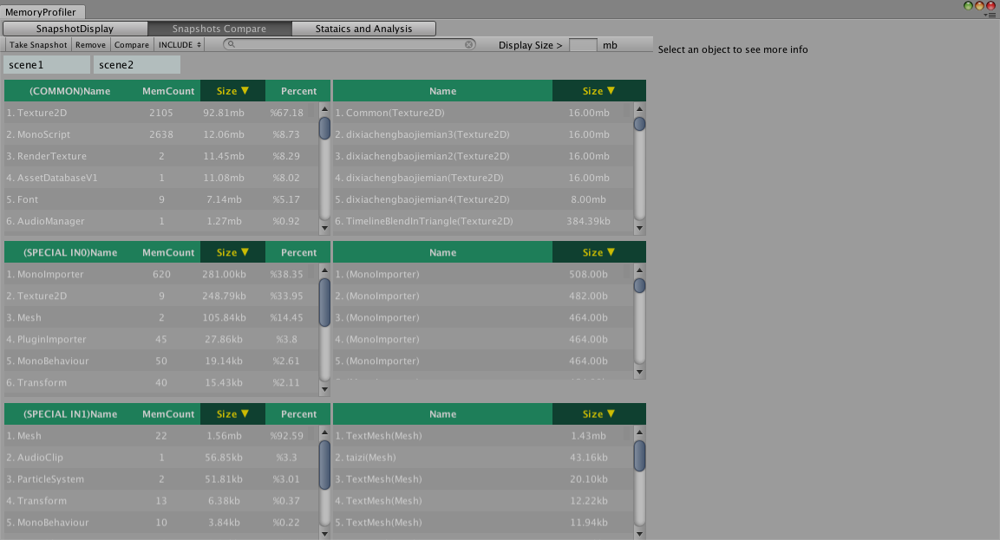 MemoryProfiler
SnapshotDisplay Snapshots Compare Stataics and Analysis
Take Snapshot Remove Compare INCLUDE Display Size > mb Select an object to see more info
scene1 scene2
(COMMON)Name MemCount Size ▼ Percent Name Size ▼
1. Texture2D 2105 92.81mb %67.18 1. Common(Texture2D) 16.00mb
2. MonoScript 2638 12.06mb %8.73 2. dixiachengbaojiemian3(Texture2D) 16.00mb
3. RenderTexture 2 11.45mb %8.29 3. dixiachengbaojiemian2(Texture2D) 16.00mb
4. AssetDatabaseV1 1 11.08mb %8.02 4. dixiachengbaojiemian(Texture2D) 16.00mb
5. Font 9 7.14mb %5.17 5. dixiachengbaojiemian4(Texture2D) 8.00mb
6. AudioManager 1 1.27mb %0.92 6. TimelineBlendInTriangle(Texture2D) 384.39kb
(SPECIAL IN0)Name MemCount Size ▼ Percent Name Size ▼
1. MonoImporter 620 281.00kb %38.35 1. (MonoImporter) 508.00b
2. Texture2D 9 248.79kb %33.95 2. (MonoImporter) 482.00b
3. Mesh 2 105.84kb %14.45 3. (MonoImporter) 464.00b
4. PluginImporter 45 27.86kb %3.8 4. (MonoImporter) 464.00b
5. MonoBehaviour 50 19.14kb %2.61 5. (MonoImporter) 464.00b
6. Transform 40 15.43kb %2.11
(SPECIAL IN1)Name MemCount Size ▼ Percent Name Size ▼
1. Mesh 22 1.56mb %92.59 1. TextMesh(Mesh) 1.43mb
2. AudioClip 1 56.85kb %3.3 2. taizi(Mesh) 43.16kb
3. ParticleSystem 2 51.81kb %3.01 3. TextMesh(Mesh) 20.10kb
4. Transform 13 6.38kb %0.37 4. TextMesh(Mesh) 12.22kb
5. MonoBehaviour 10 3.84kb %0.22 5. TextMesh(Mesh) 11.94kb